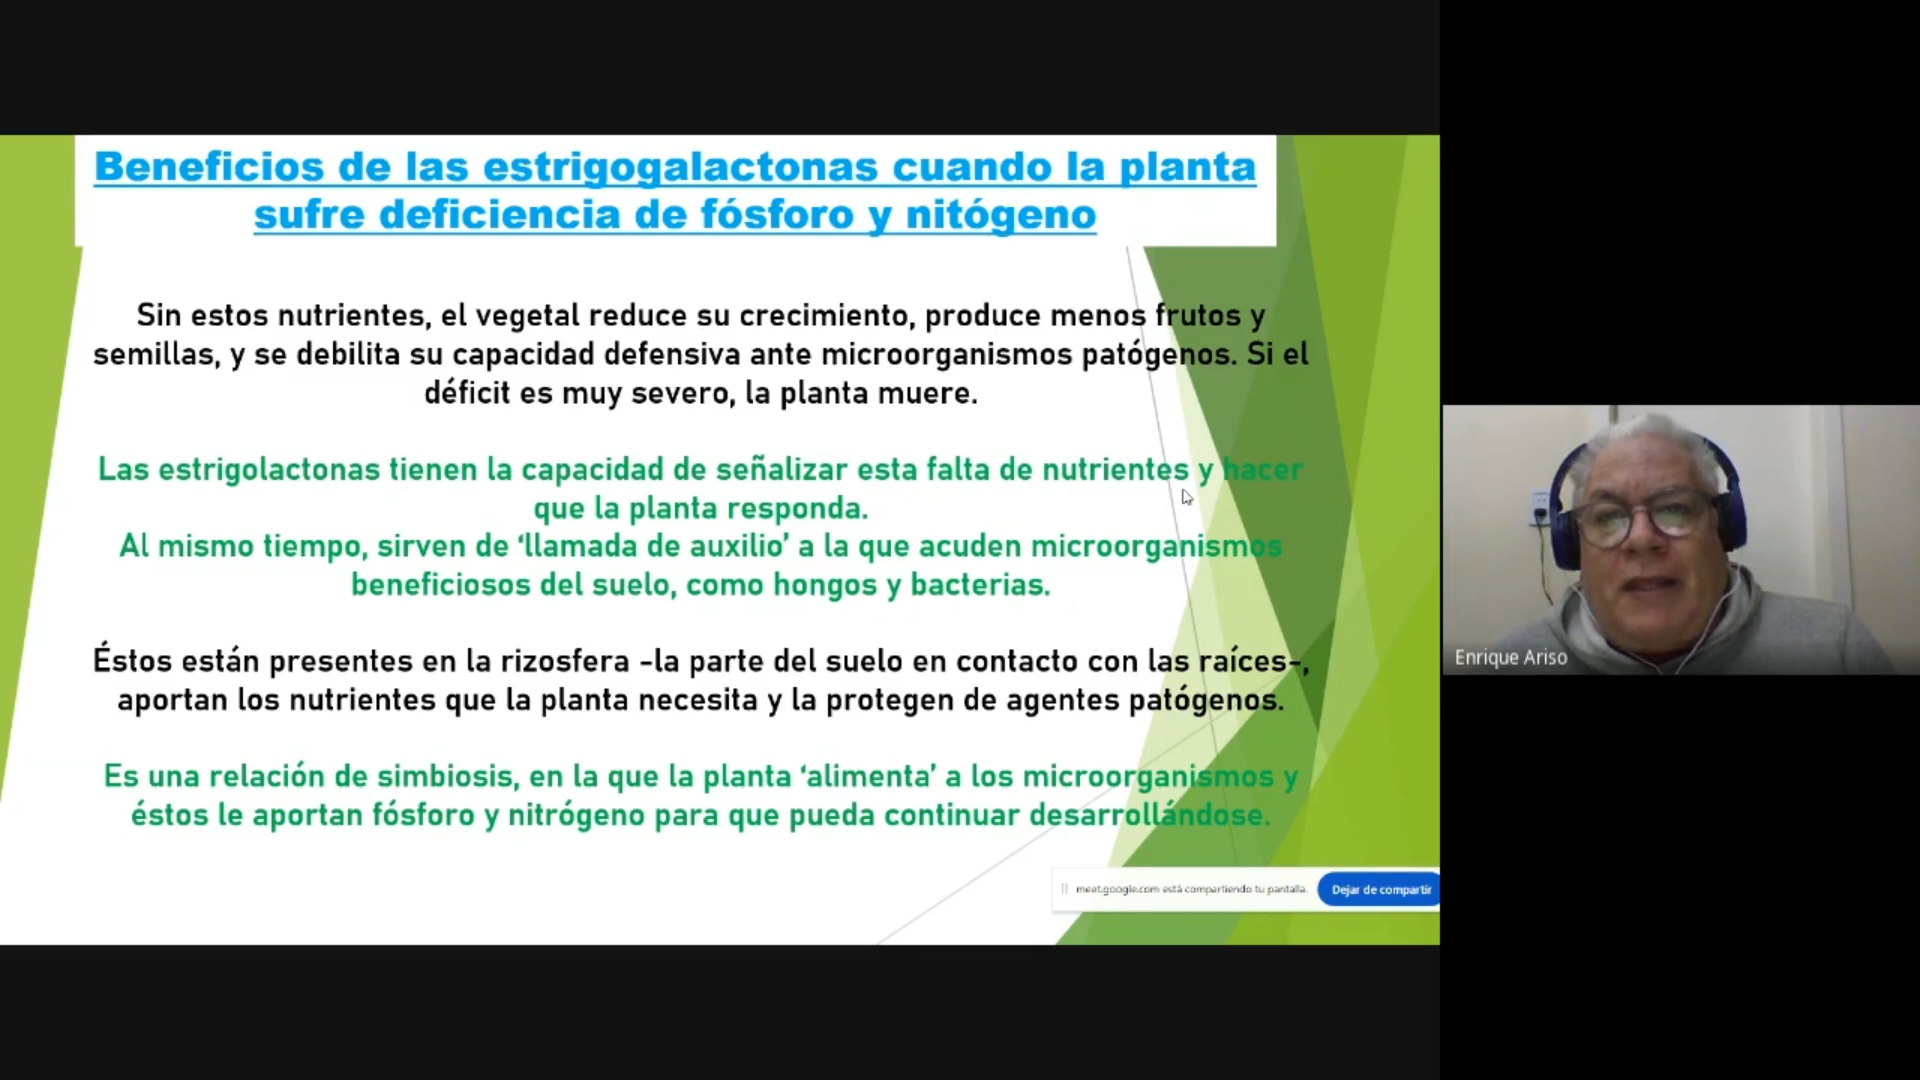 Beneficios de las estrigogalactonas cuando la planta
sufre deficiencia de fósforo y nitógeno
Sin estos nutrientes, el vegetal reduce su crecimiento, produce menos frutos y
semillas, y se debilita su capacidad defensiva ante microorganismos patógenos. Si el
déficit es muy severo, la planta muere.
Las estrigolactonas tienen la capacidad de señalizar esta falta de nutrientes y hacer
que la planta responda.
Al mismo tiempo, sirven de ‘llamada de auxilio’ a la que acuden microorganismos
beneficiosos del suelo, como hongos y bacterias.
Éstos están presentes en la rizosfera -la parte del suelo en contacto con las raíces-,
aportan los nutrientes que la planta necesita y la protegen de agentes patógenos.
Es una relación de simbiosis, en la que la planta ‘alimenta’ a los microorganismos y
éstos le aportan fósforo y nitrógeno para que pueda continuar desarrollándose.
meet.google.com está compartiendo tu pantalla.
Dejar de compartir
Enrique Ariso